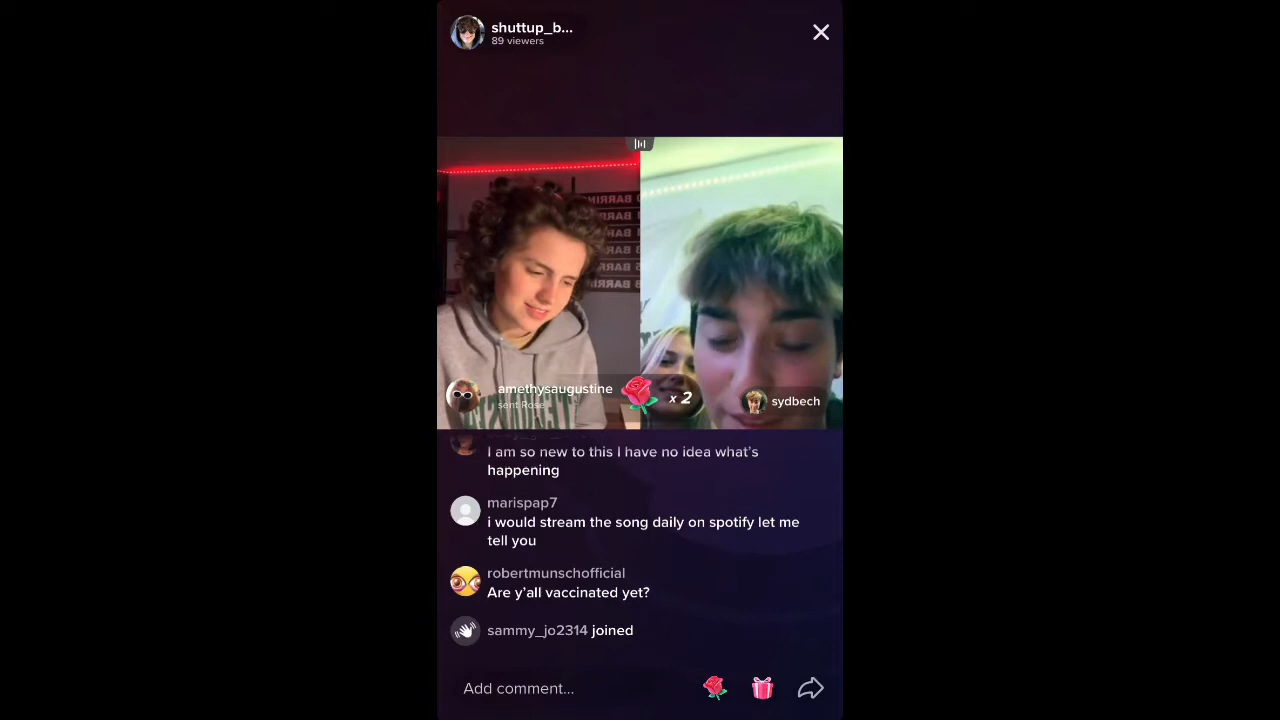 shuttup_b...
89 viewers
amethysaugustine
sent Rose
x 2
sydbech
I am so new to this I have no idea what's
happening
marispap7
i would stream the song daily on spotify let me
tell you
robertmunschofficial
Are y'all vaccinated yet?
sammy_jo2314 joined
Add comment...